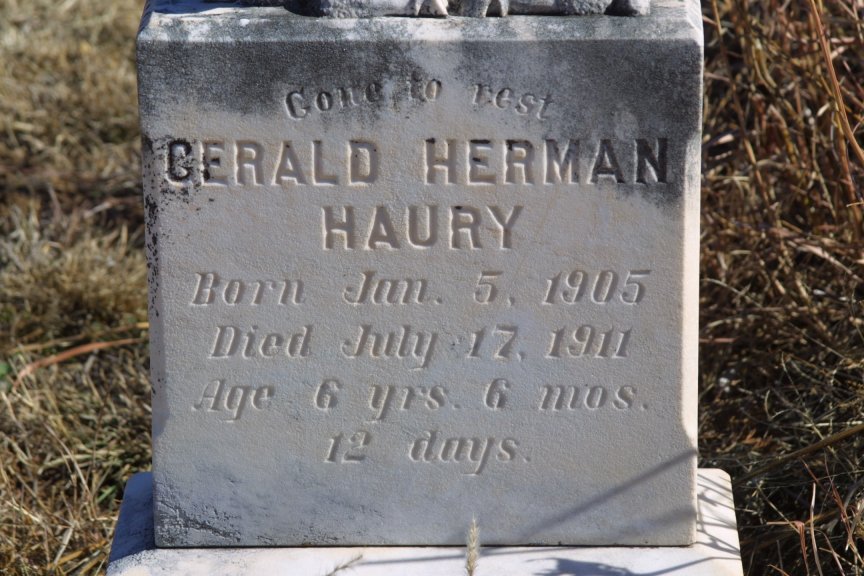 Gone to rest
GERALD HERMAN
HAURY
Born Jan. 5, 1905
Died July 17, 1911
Age 6 yrs. 6 mos.
12 days.